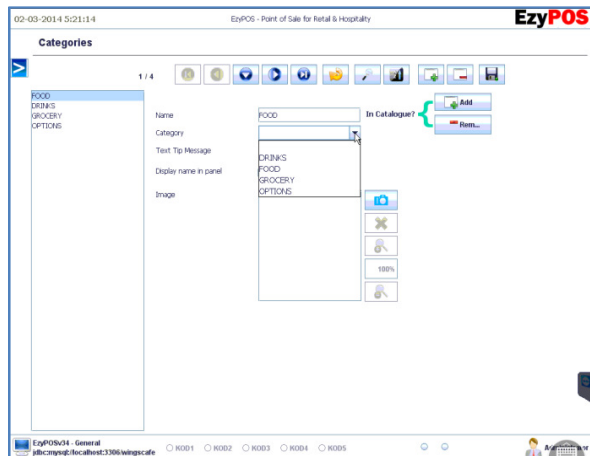 02-03-2014 5:21:14
EzyPOS - Point of Sale for Retal & Hospitality
EzyPOS
Categories
>
1 / 4
FOOD
DRINKS
GROCERY
OPTIONS
Name
FOOD
In Catalogue?
Add
Rem...
Category
Text Tip Message
Display name in panel
DRINKS
FOOD
GROCERY
OPTIONS
Image
100%
EzyPOSv34 - General
jdbc:mysql://localhost:3306/wingscafe
KOD1
KOD2
KOD3
KOD4
KOD5